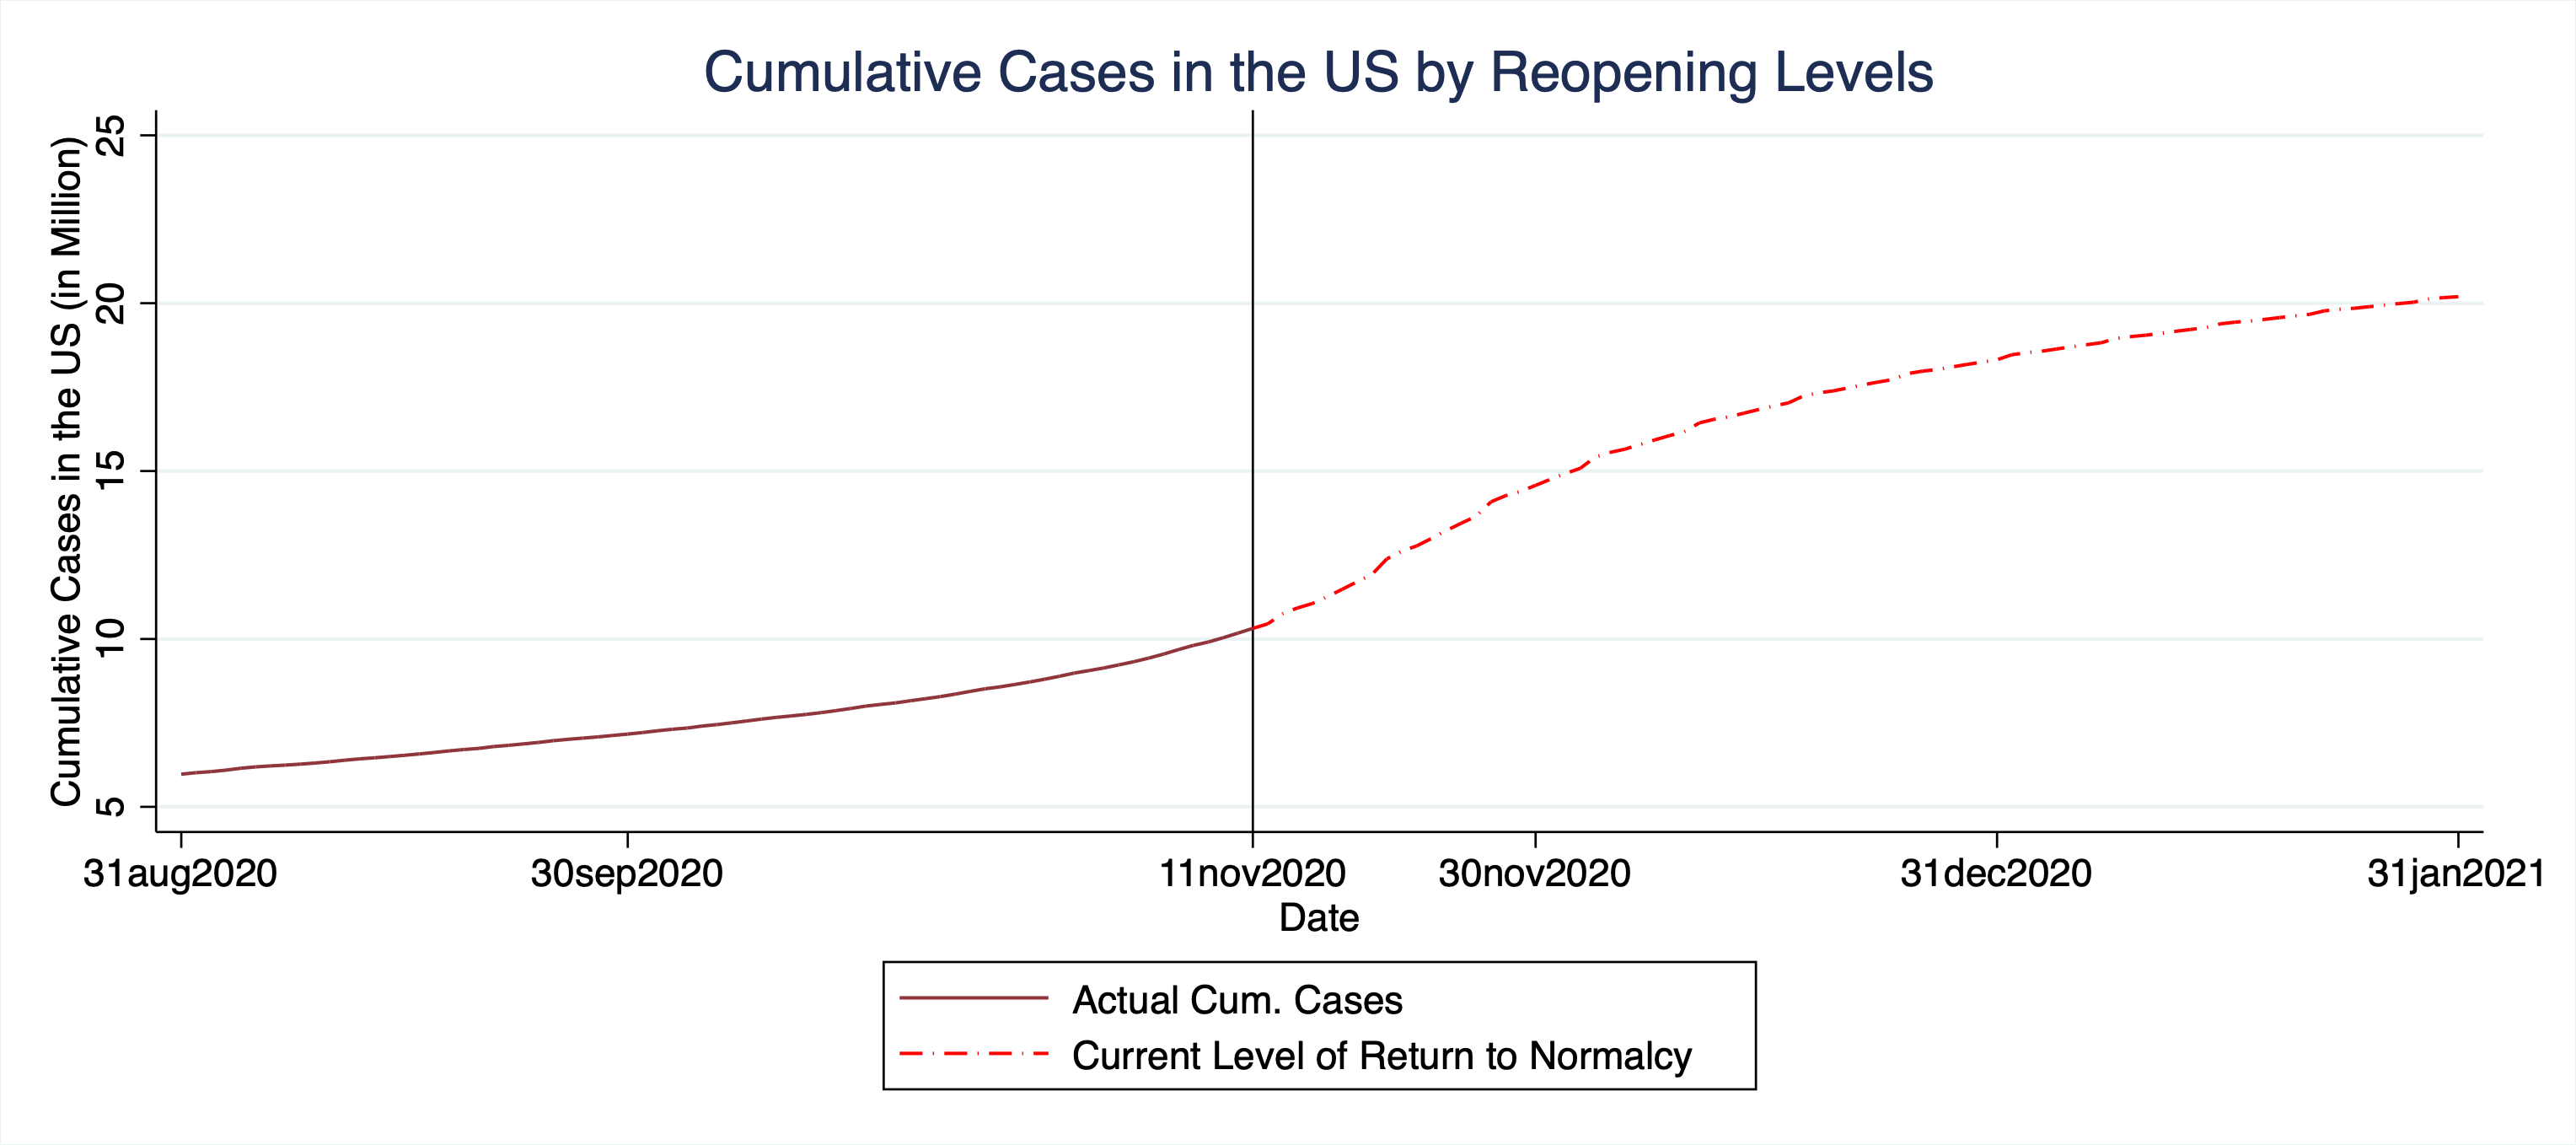 Cumulative Cases in the US by Reopening Levels
Cumulative Cases in the US (in Million)
25
20
15
10
5
31aug2020 30sep2020 11nov2020 30nov2020 31dec2020 31jan2021
Date
Actual Cum. Cases
Current Level of Return to Normalcy